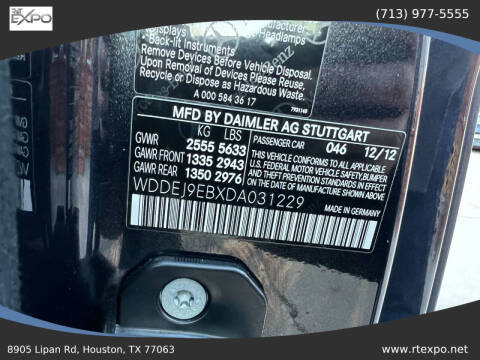 RT EXPO
(713) 977-5555
Displays
Manufacturer
Back-lit Instruments
Headlamps
Remove Devices Before Vehicle Disposal.
Upon Removal of Devices Please Reuse,
Recycle or Dispose as Hazardous Waste.
A 000 584 36 17
MFD BY DAIMLER AG STUTTGART
KG LBS
PASSENGER CAR 046 12/12
GVWR 2555 5633
GAWR FRONT 1335 2943
GAWR REAR 1350 2976
THIS VEHICLE CONFORMS TO ALL APPLICABLE
U.S. FEDERAL MOTOR VEHICLE SAFETY, BUMPER
AND THEFT PREVENTION STANDARDS IN EFFECT
ON THE DATE OF MANUFACTURE SHOWN ABOVE.
WDDEJ9EBXDA031229
MADE IN GERMANY
8905 Lipan Rd, Houston, TX 77063
www.rtexpo.net